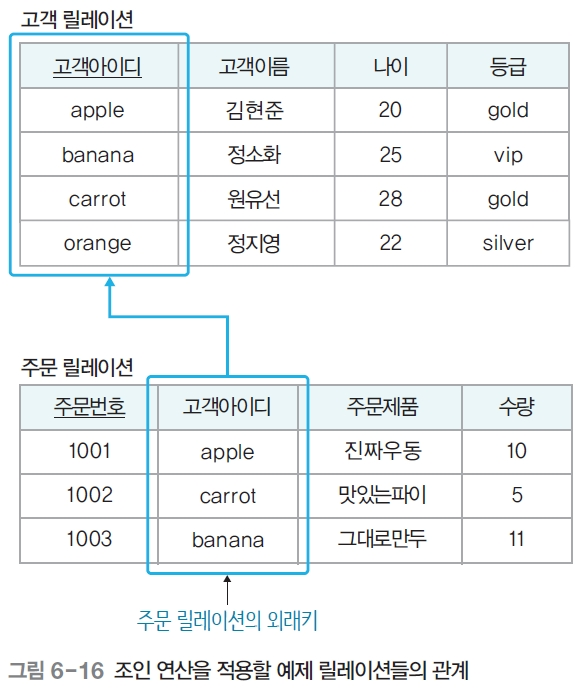 고객 릴레이션
고객아이디 고객이름 나이 등급
apple 김현준 20 gold
banana 정소화 25 vip
carrot 원유선 28 gold
orange 정지영 22 silver
주문 릴레이션
주문번호 고객아이디 주문제품 수량
1001 apple 진짜우동 10
1002 carrot 맛있는파이 5
1003 banana 그대로만두 11
주문 릴레이션의 외래키
그림 6-16 조인 연산을 적용할 예제 릴레이션들의 관계